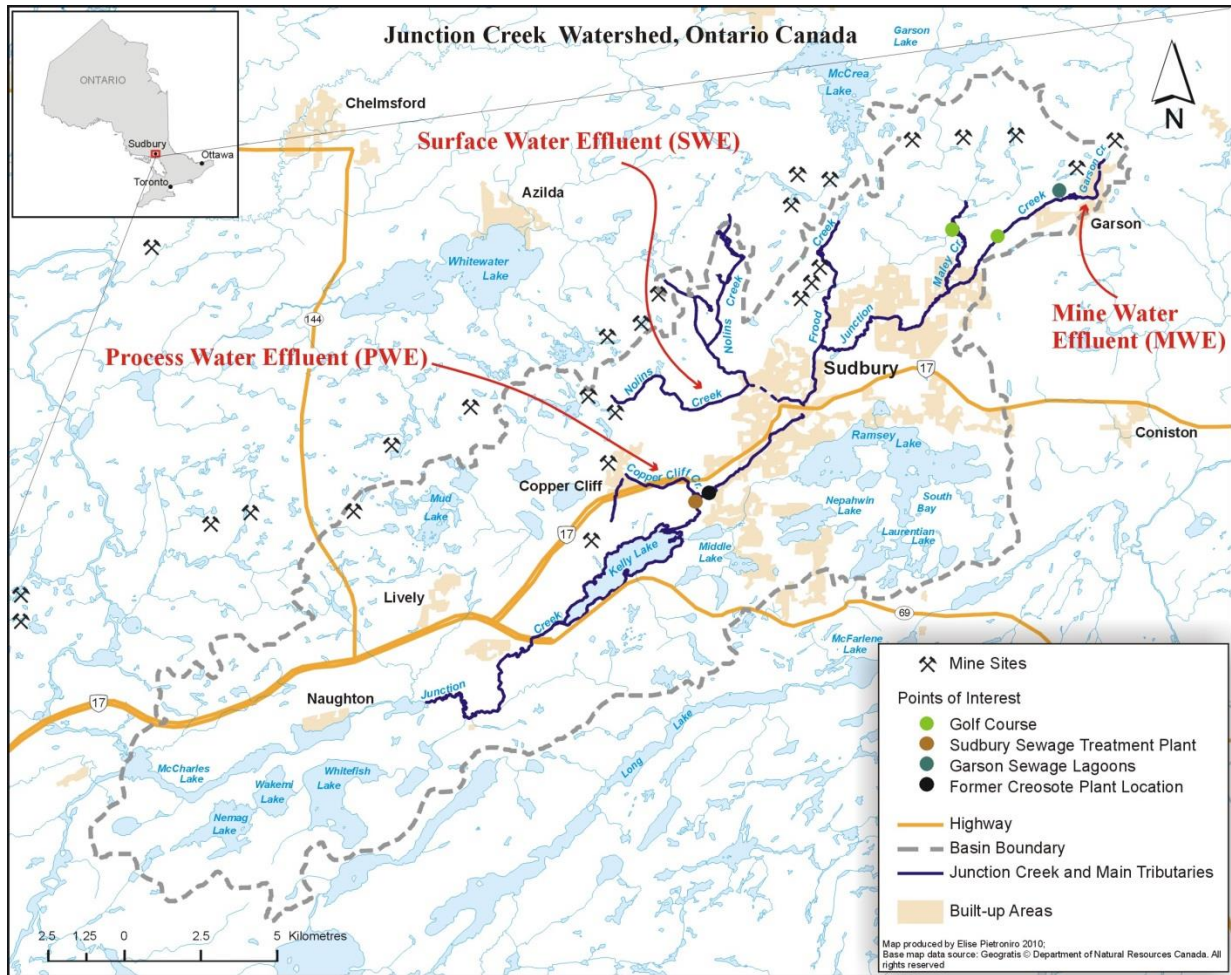 Junction Creek Watershed, Ontario Canada
ONTARIO
Sudbury
Ottawa
Toronto
Garson
Lake
McCrea
Lake
N
Chelmsford
Surface Water Effluent (SWE)
Azilda
Garson Cr.
Creek
Garson
Whitewater
Lake
Creek
Maley Cr.
Mine Water
Effluent (MWE)
144
Nolins Creek
Frood
Junction
Process Water Effluent (PWE)
Sudbury
17
Nolins
Creek
Ramsey
Lake
Coniston
Copper Cliff Cr.
Copper Cliff
Mud
Lake
Nepahwin
Lake
South
Bay
Laurentian
Lake
17
Middle
Lake
Kelly Lake
Lively
Creek
69
McFarlene
Lake
Naughton
Junction
17
Long Lake
McCharles
Lake
Wakemi
Lake
Whitefish
Lake
Nemag
Lake
Mine Sites
Points of Interest
Golf Course
Sudbury Sewage Treatment Plant
Garson Sewage Lagoons
Former Creosote Plant Location
Highway
Basin Boundary
Junction Creek and Main Tributaries
Built-up Areas
Map produced by Elise Pietroniro 2010;
Base map data source: Geogratis © Department of Natural Resources Canada. All
rights reserved
2.5 1.25 0 2.5 5 Kilometres